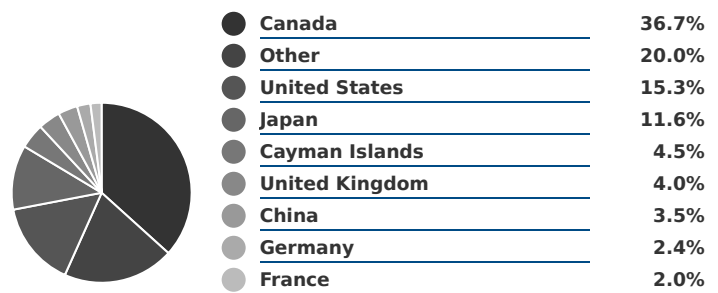 Canada 36.7%
Other 20.0%
United States 15.3%
Japan 11.6%
Cayman Islands 4.5%
United Kingdom 4.0%
China 3.5%
Germany 2.4%
France 2.0%